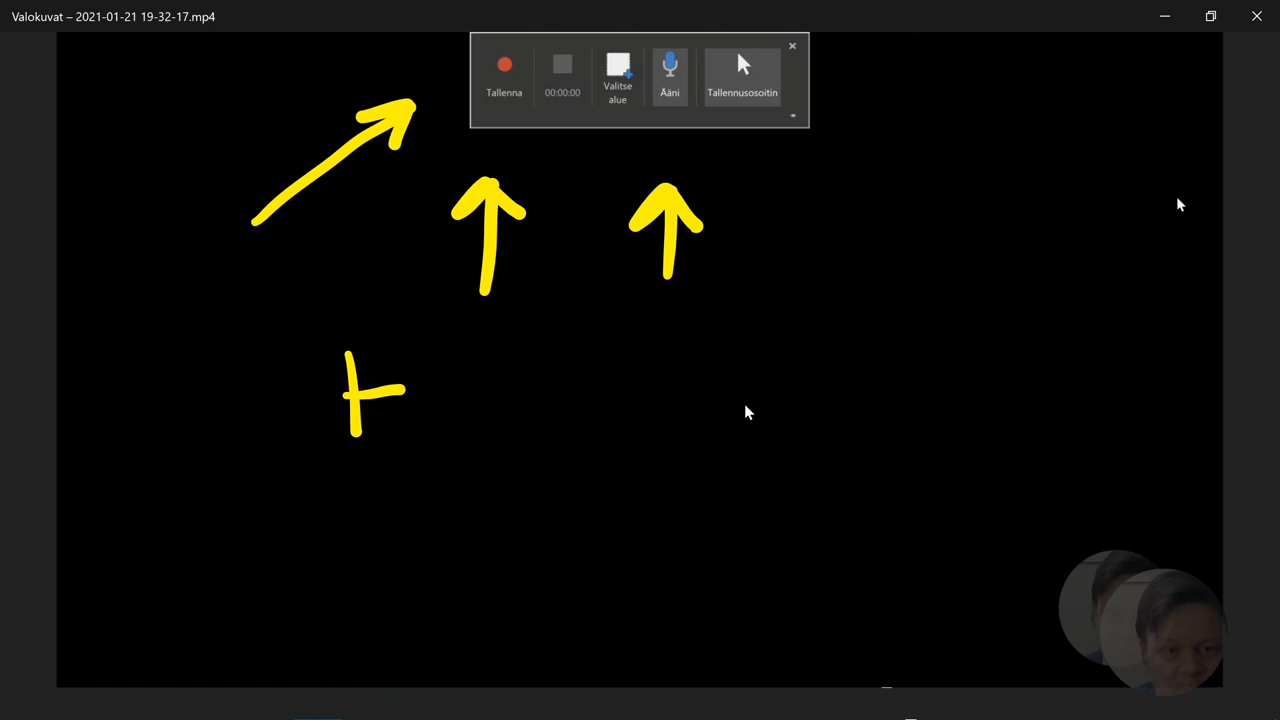 Valokuvat – 2021-01-21 19-32-17.mp4
Tallenna
00:00:00
Valitse
alue
Ääni
Tallennusosoitin
+